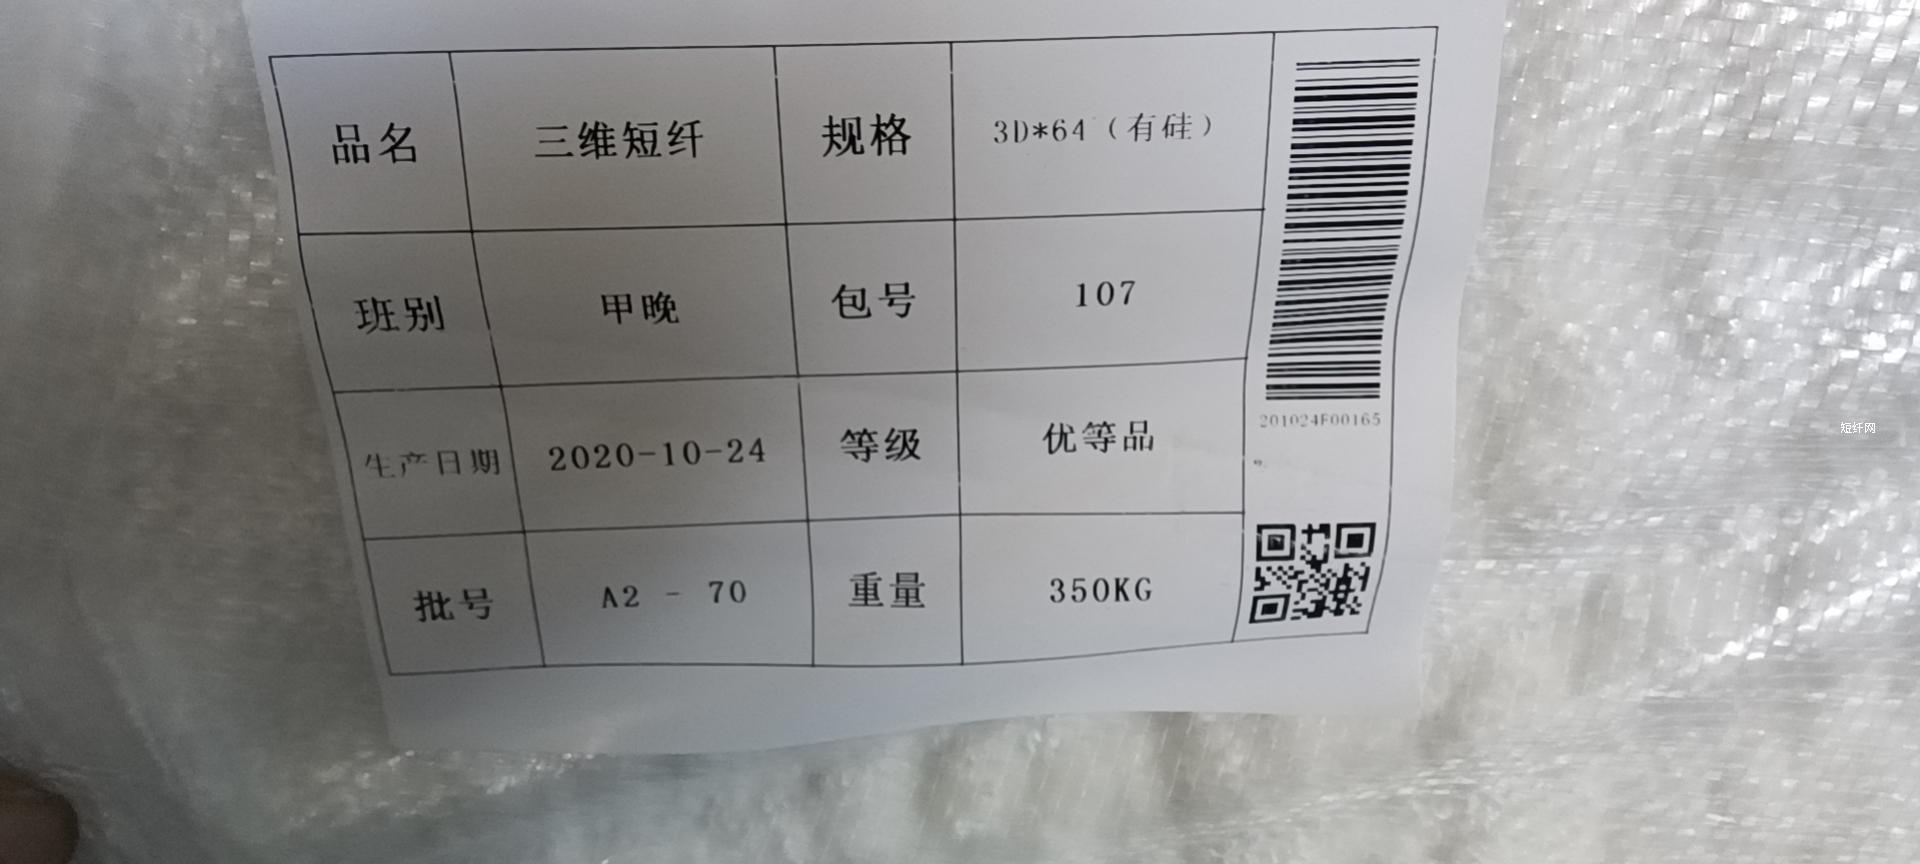 品名 三维短纤 规格 3D*64（有硅）
班别 甲晚 包号 107
生产日期 2020-10-24 等级 优等品
批号 A2 - 70 重量 350KG
201024F00165
短纤网